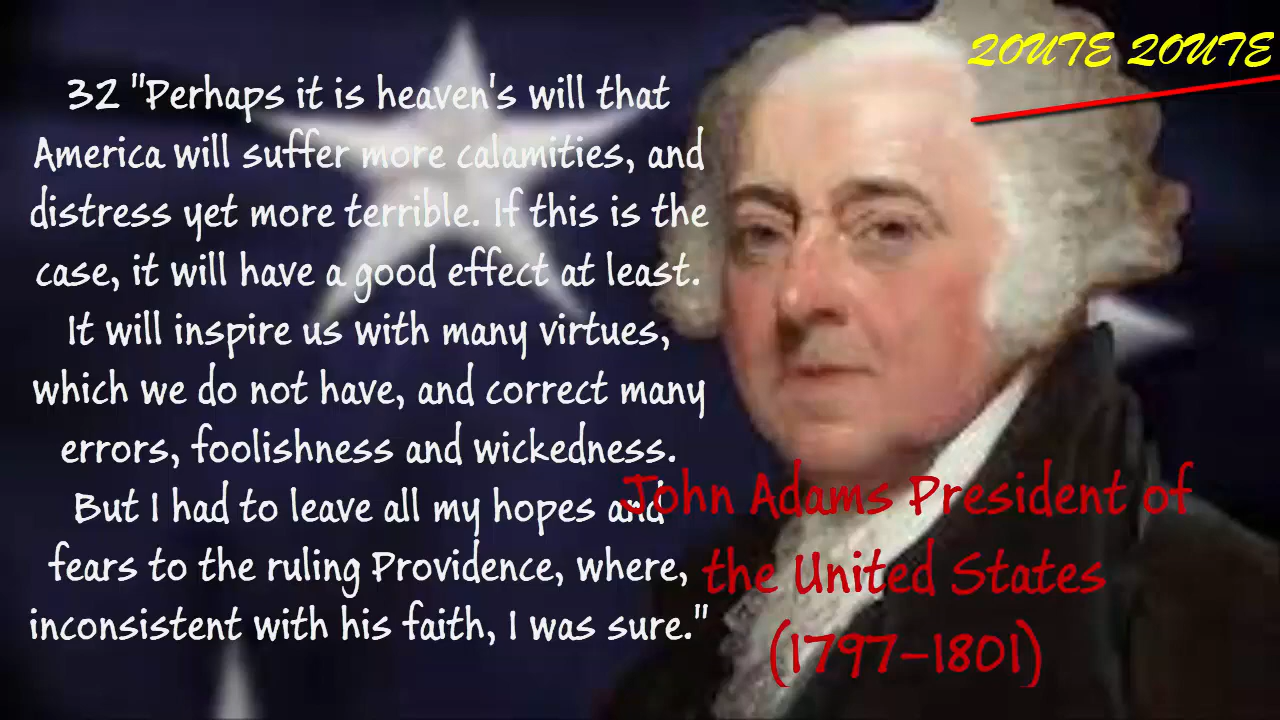 2OUTE 2OUTE
32 "Perhaps it is heaven's will that
America will suffer more calamities, and
distress yet more terrible. If this is the
case, it will have a good effect at least.
It will inspire us with many virtues,
which we do not have, and correct many
errors, foolishness and wickedness.
But I had to leave all my hopes and
fears to the ruling Providence, where,
inconsistent with his faith, I was sure."
John Adams President of
the United States
(1797-1801)